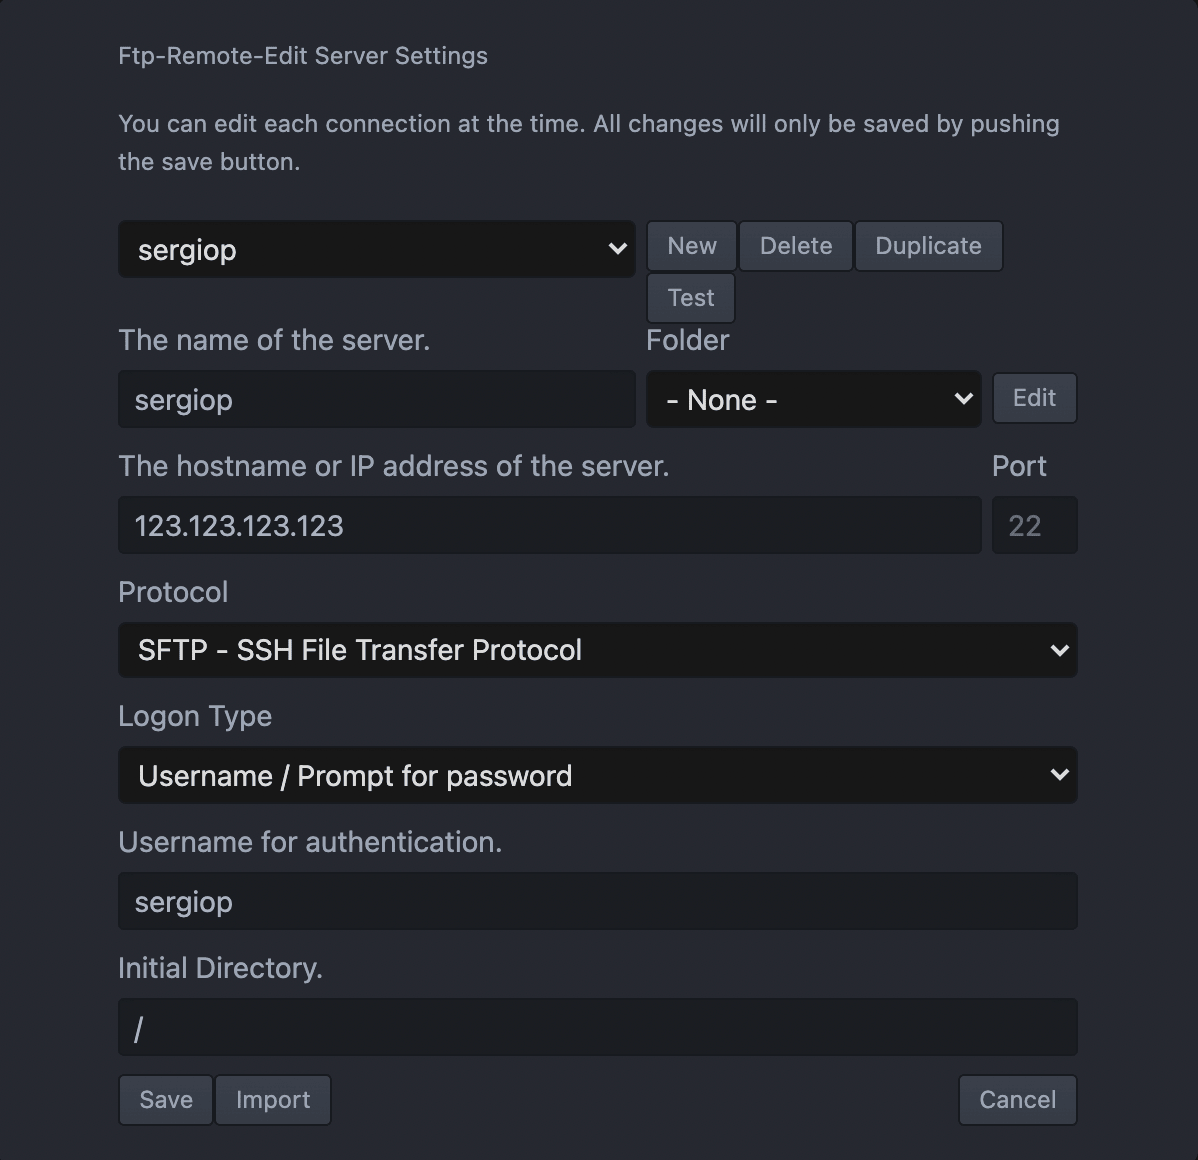 Ftp-Remote-Edit Server Settings
You can edit each connection at the time. All changes will only be saved by pushing
the save button.
sergiop New Delete Duplicate
Test
The name of the server. Folder
sergiop - None - Edit
The hostname or IP address of the server. Port
123.123.123.123 22
Protocol
SFTP - SSH File Transfer Protocol
Logon Type
Username / Prompt for password
Username for authentication.
sergiop
Initial Directory.
/
Save Import Cancel